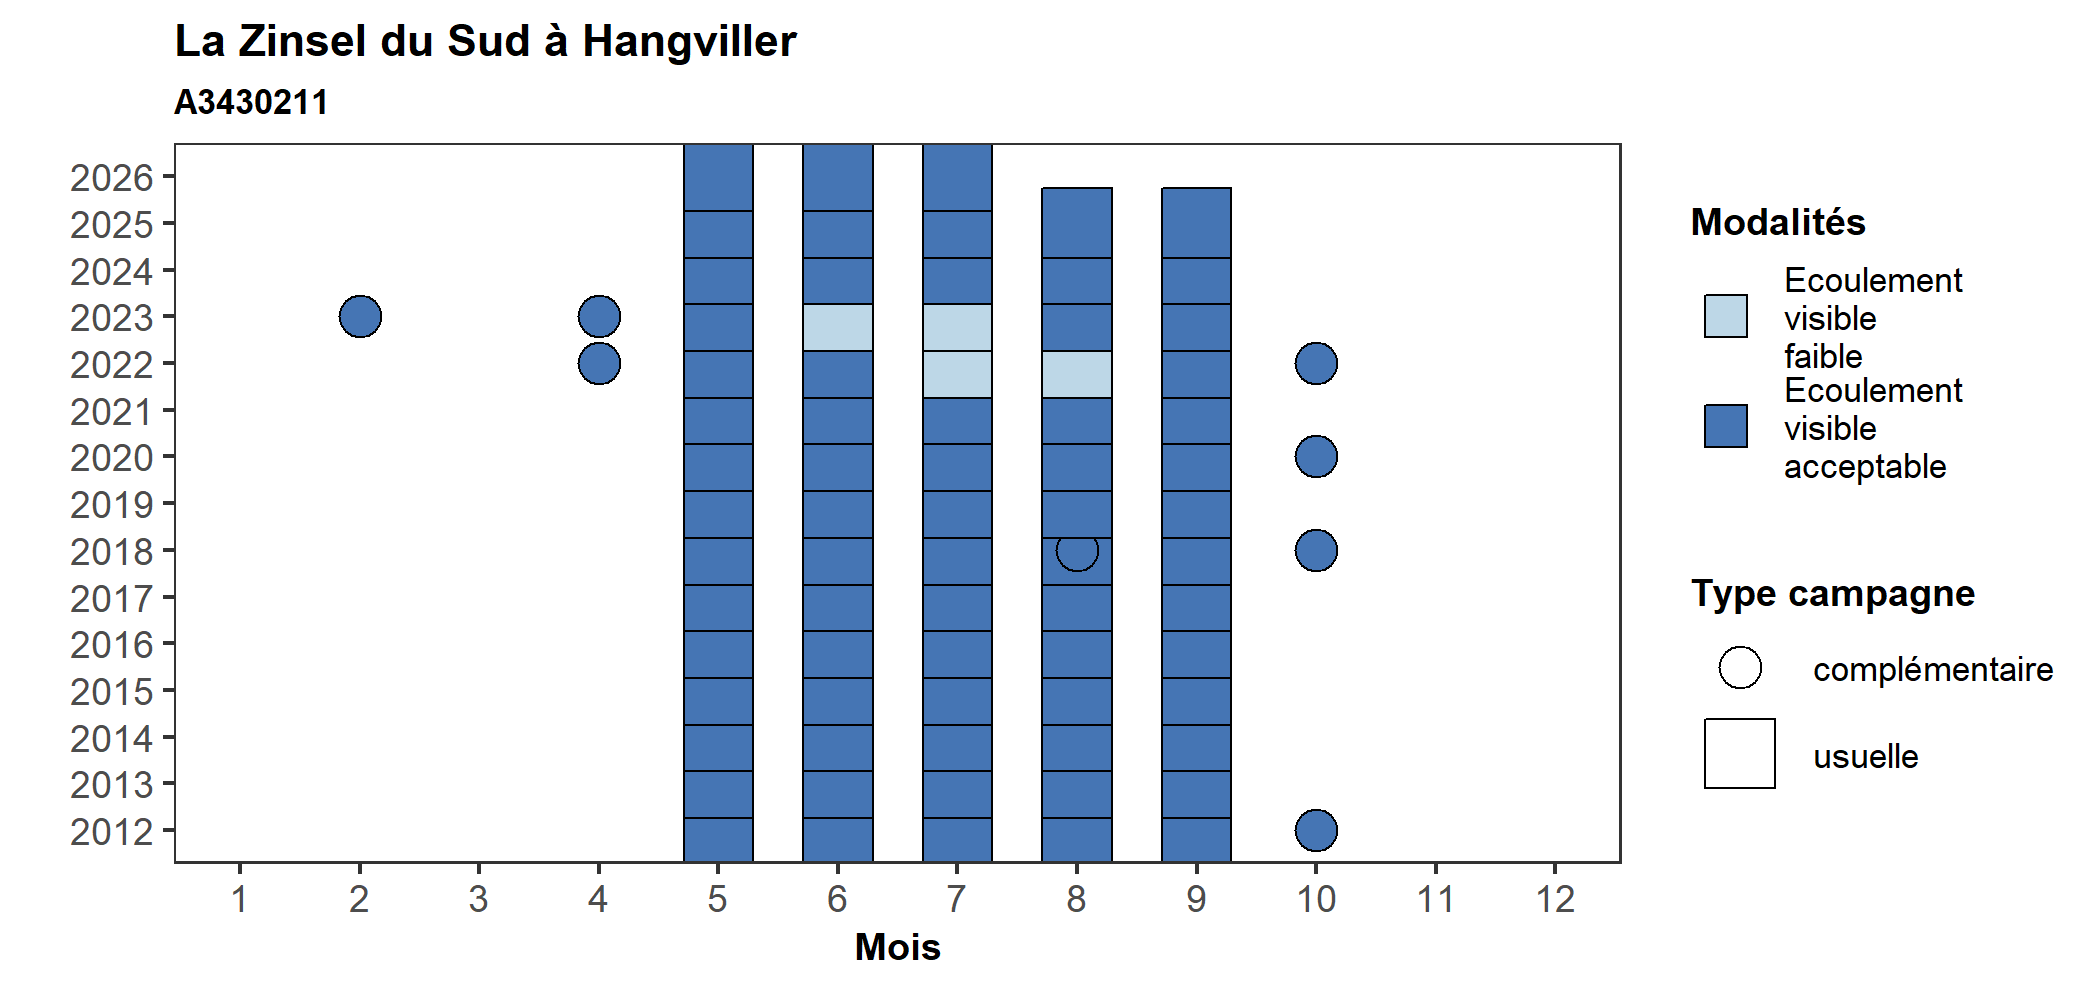 La Zinsel du Sud à Hangviller
A3430211
2026
2025
2024
2023
2022
2021
2020
2019
2018
2017
2016
2015
2014
2013
2012
1 2 3 4 5 6 7 8 9 10 11 12
Mois
Modalités
Ecoulement
visible
faible
Ecoulement
visible
acceptable
Type campagne
complémentaire
usuelle